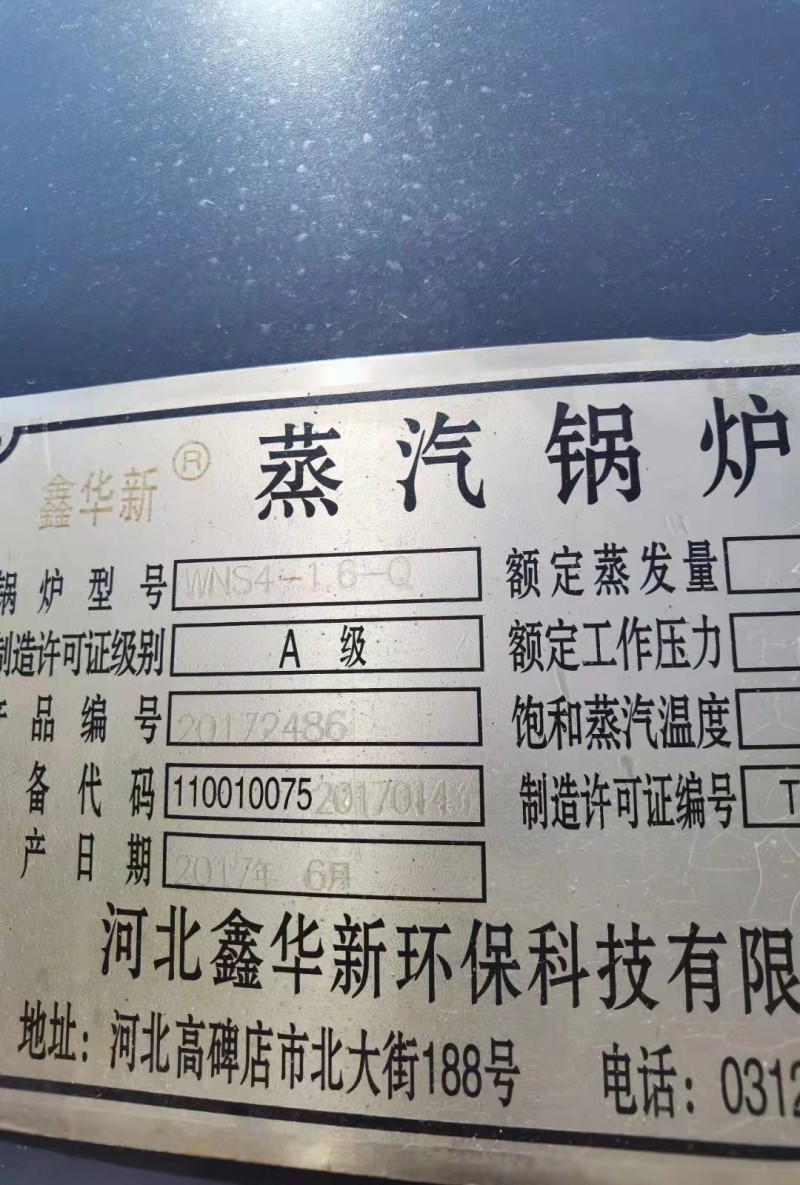 鑫华新® 蒸汽锅炉
锅炉型号 WNS4-1.6-Q 额定蒸发量
制造许可证级别 A 级 额定工作压力
产品编号 20172486 饱和蒸汽温度
备代码 110010075 2017014 制造许可证编号 T
产日期 2017年 6月
河北鑫华新环保科技有限
地址：河北高碑店市北大街188号 电话：0312